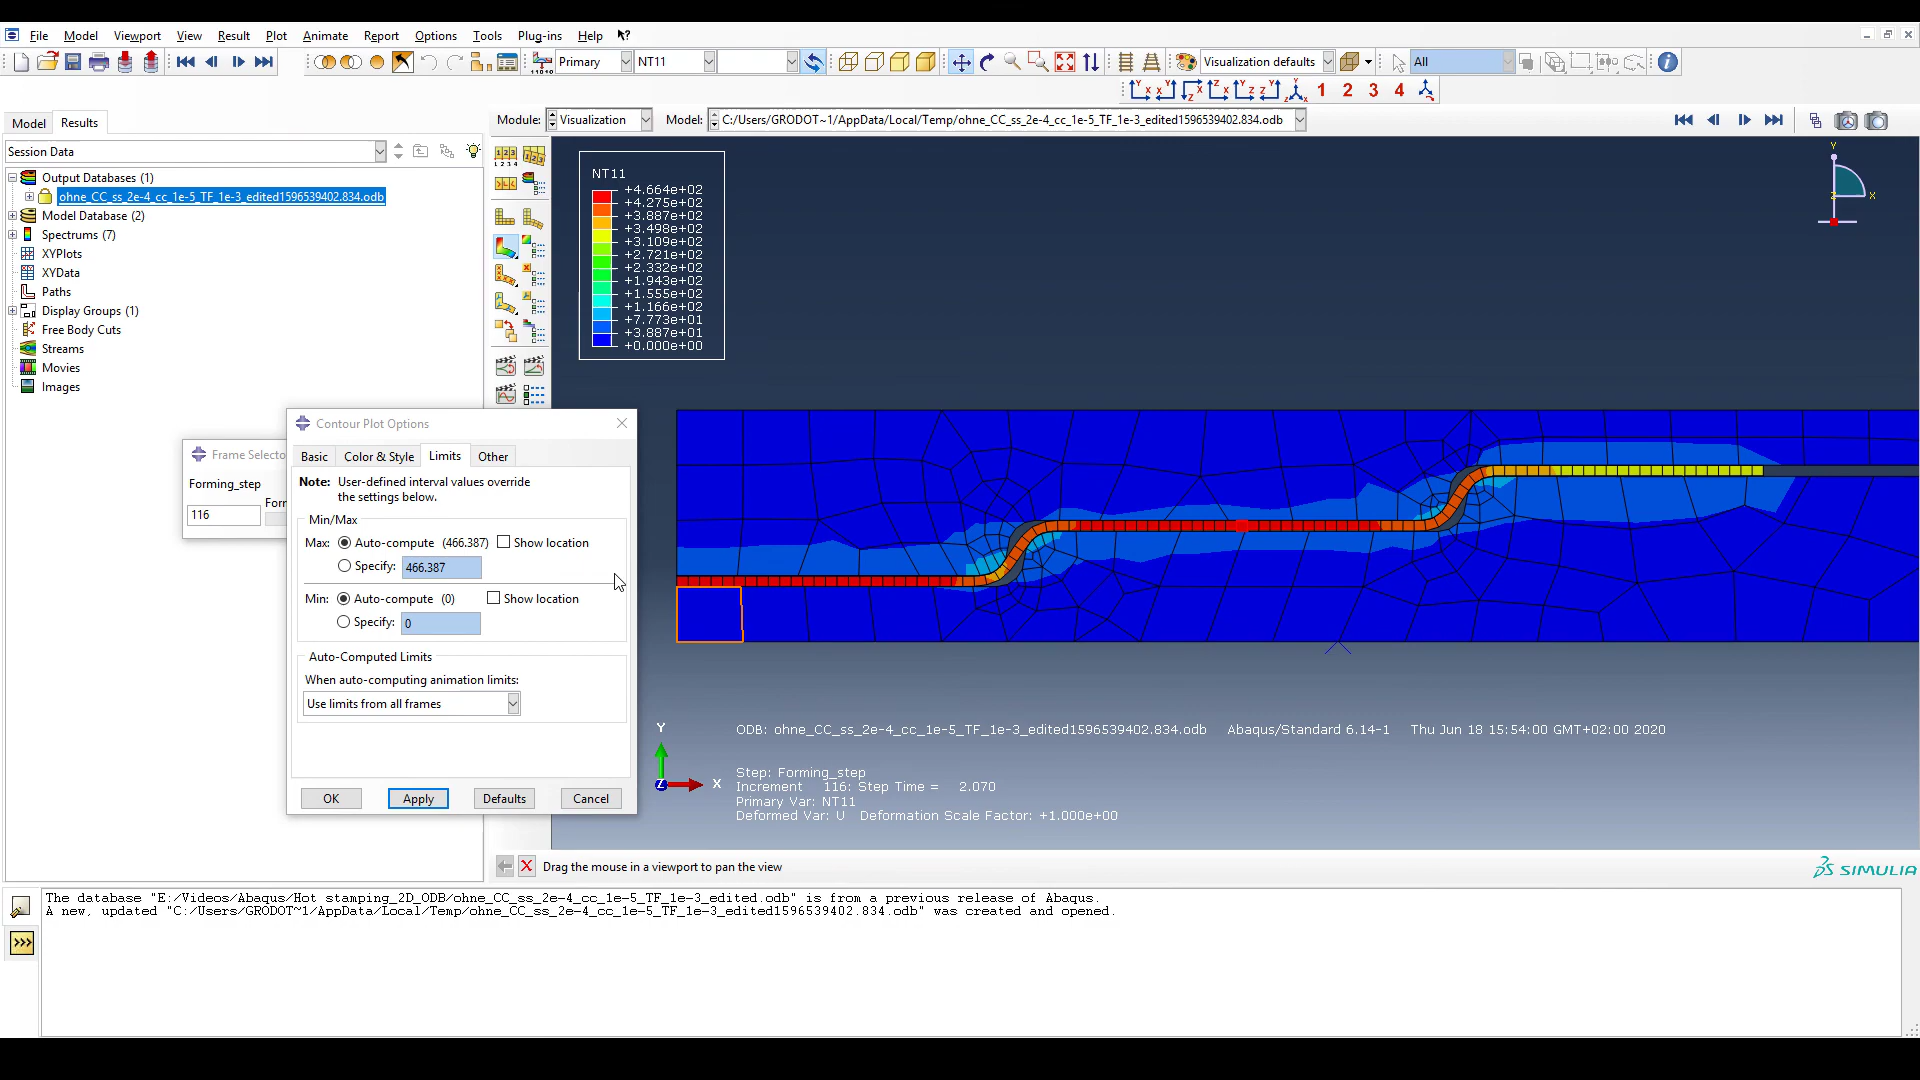 File Model Viewport View Result Plot Animate Report Options Tools Plug-ins Help
Primary NT11 Visualization defaults All
1 2 3 4
Model Results
Module: Visualization Model: C:/Users/GRODOT~1/AppData/Local/Temp/ohne_CC_ss_2e-4_cc_1e-5_TF_1e-3_edited1596539402.834.odb
Session Data
Output Databases (1)
ohne_CC_ss_2e-4_cc_1e-5_TF_1e-3_edited1596539402.834.odb
Model Database (2)
Spectrums (7)
XYPlots
XYData
Paths
Display Groups (1)
Free Body Cuts
Streams
Movies
Images
NT11
+4.664e+02
+4.275e+02
+3.887e+02
+3.498e+02
+3.109e+02
+2.721e+02
+2.332e+02
+1.943e+02
+1.555e+02
+1.166e+02
+7.773e+01
+3.887e+01
+0.000e+00
Y
X
Z
Frame Selecto
Forming_step
116
For
Contour Plot Options
Basic Color & Style Limits Other
Note: User-defined interval values override
the settings below.
Min/Max
Max: Auto-compute (466.387) Show location
Specify: 466.387
Min: Auto-compute (0) Show location
Specify: 0
Auto-Computed Limits
When auto-computing animation limits:
Use limits from all frames
OK Apply Defaults Cancel
Y
Z X
ODB: ohne_CC_ss_2e-4_cc_1e-5_TF_1e-3_edited1596539402.834.odb Abaqus/Standard 6.14-1 Thu Jun 18 15:54:00 GMT+02:00 2020
Step: Forming_step
Increment 116: Step Time = 2.070
Primary Var: NT11
Deformed Var: U Deformation Scale Factor: +1.000e+00
Drag the mouse in a viewport to pan the view
SIMULIA
The database "E:/Videos/Abaqus/Hot stamping_2D_ODB/ohne_CC_ss_2e-4_cc_1e-5_TF_1e-3_edited.odb" is from a previous release of Abaqus.
A new, updated "C:/Users/GRODOT~1/AppData/Local/Temp/ohne_CC_ss_2e-4_cc_1e-5_TF_1e-3_edited1596539402.834.odb" was created and opened.
>>>